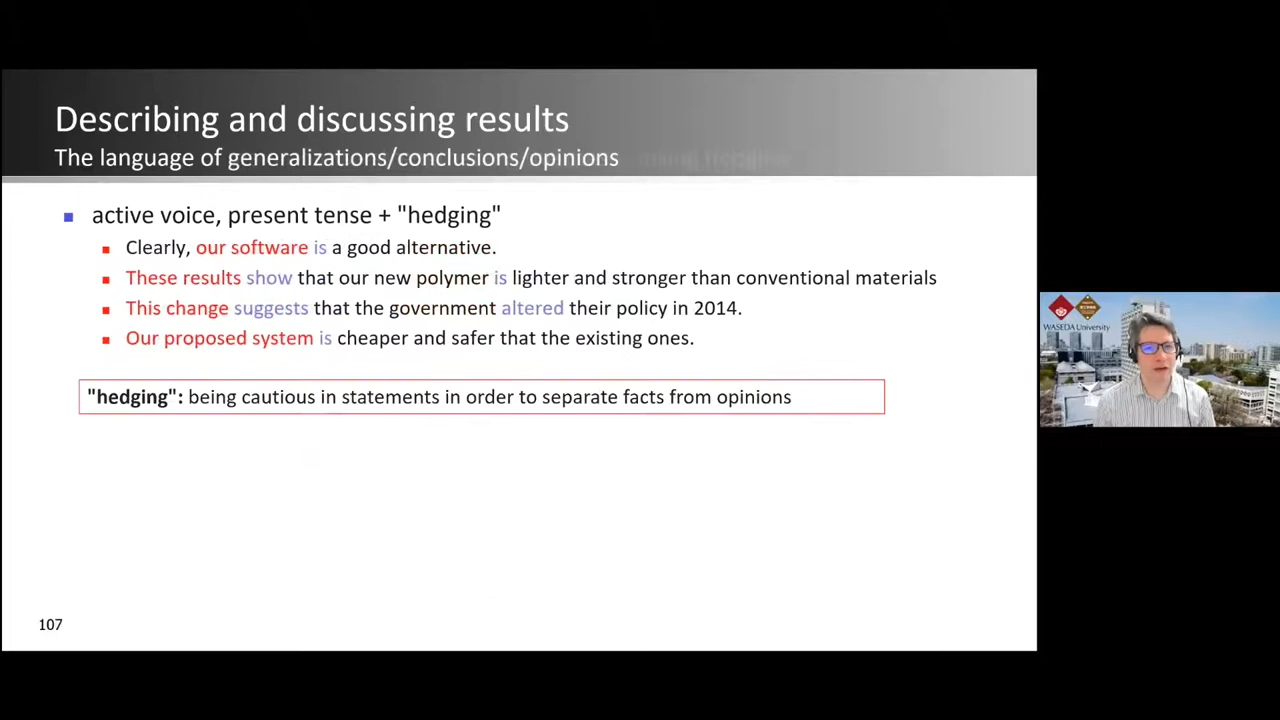 Describing and discussing results
The language of generalizations/conclusions/opinions
active voice, present tense + "hedging"
Clearly, our software is a good alternative.
These results show that our new polymer is lighter and stronger than conventional materials
This change suggests that the government altered their policy in 2014.
Our proposed system is cheaper and safer that the existing ones.
"hedging": being cautious in statements in order to separate facts from opinions
107
WASEDA University